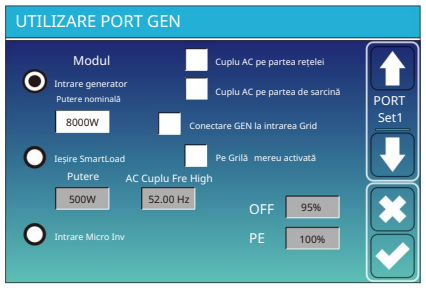 UTILIZARE PORT GEN
Modul
Intrare generator
Putere nominală
8000W
Cuplu AC pe partea rețelei
Cuplu AC pe partea de sarcină
Conectare GEN la intrarea Grid
Ieșire SmartLoad
Pe Grilă mereu activată
Putere
AC Cuplu Fre High
500W
52.00 Hz
OFF
95%
Intrare Micro Inv
PE
100%
PORT
Set1